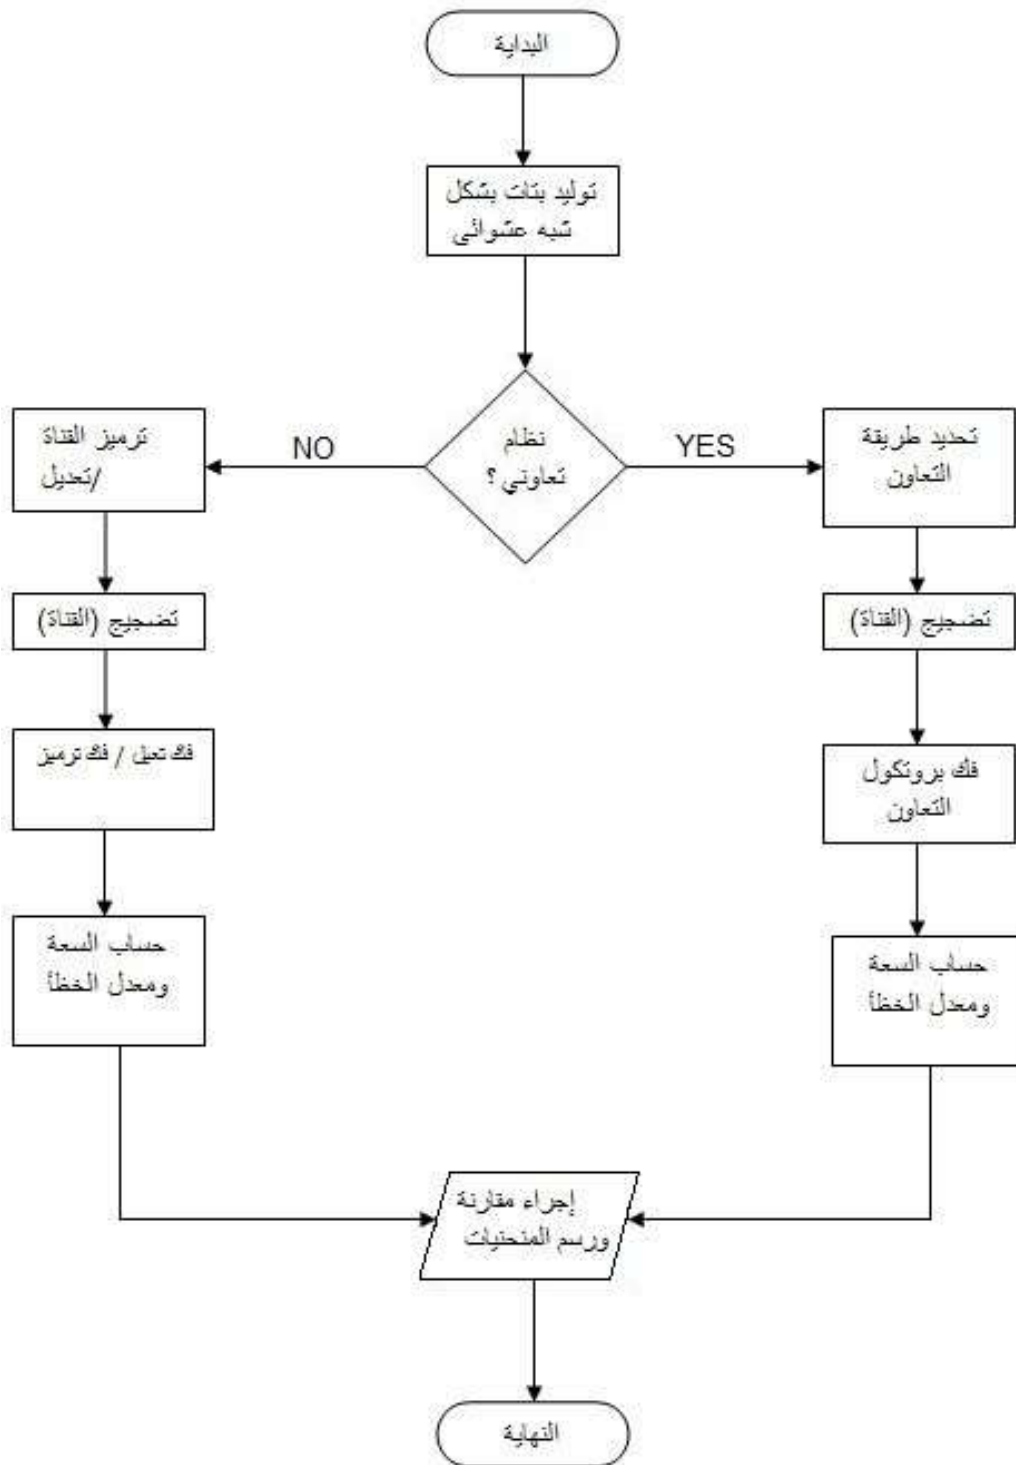 البداية
توليد بتات بشكل
شبه عشوائي
نظام
تعاوني ؟
YES
NO
تحديد طريقة
التعاون
تضجيج (القناة)
فك بروتكول
التعاون
حساب السعة
ومعدل الخطأ
ترميز القناة
/تعديل
تضجيج (القناة)
فك تعيل / فك ترميز
حساب السعة
ومعدل الخطأ
إجراء مقارنة
ورسم المنحنيات
النهاية